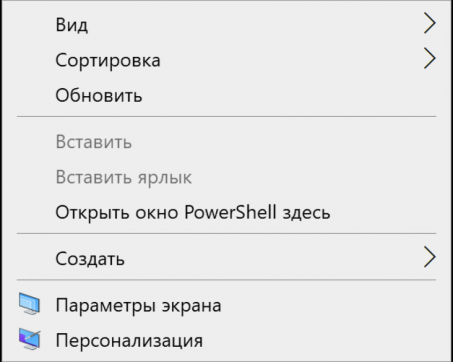 Вид
Сортировка
Обновить
Вставить
Вставить ярлык
Открыть окно PowerShell здесь
Создать
Параметры экрана
Персонализация